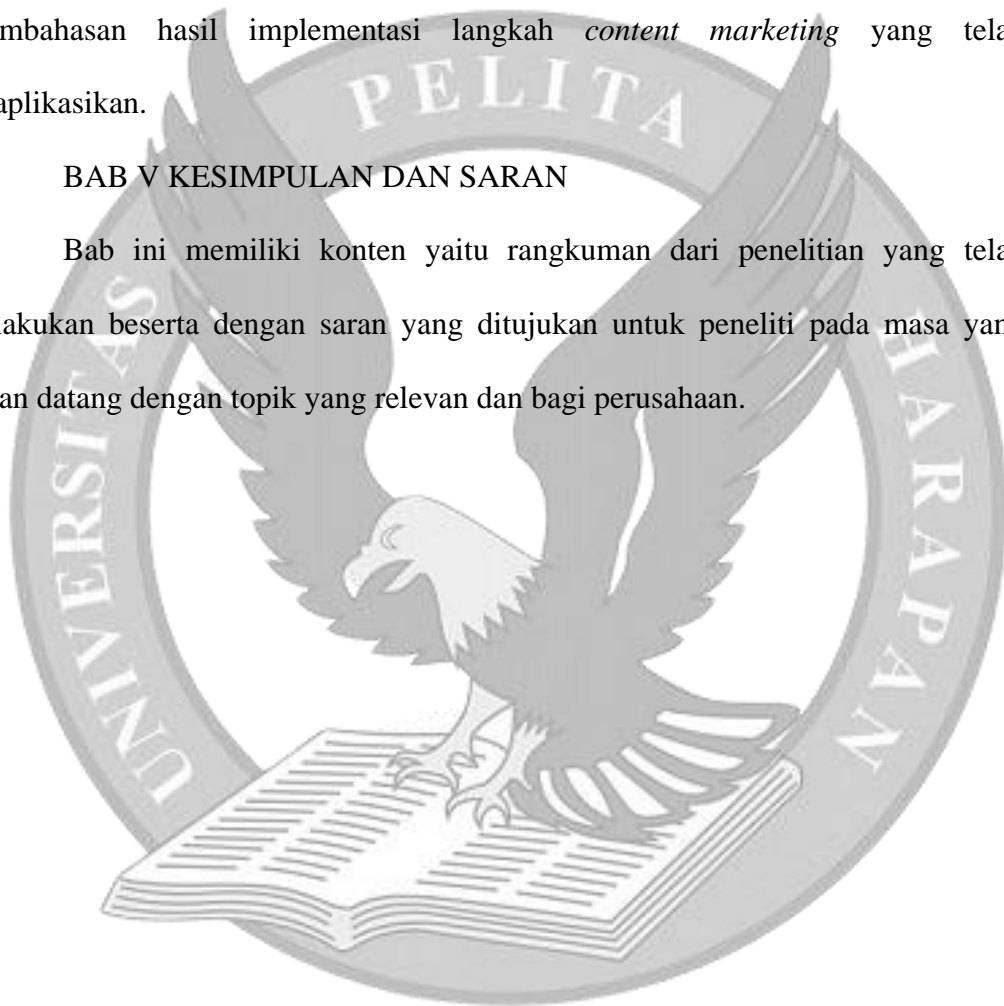 mbahasan hasil implementasi langkah content marketing yang tela
aplikasikan.
BAB V KESIMPULAN DAN SARAN
Bab ini memiliki konten yaitu rangkuman dari penelitian yang tela
lakukan beserta dengan saran yang ditujukan untuk peneliti pada masa yan
an datang dengan topik yang relevan dan bagi perusahaan.
UNIVERSITAS PELITA HARAPAN